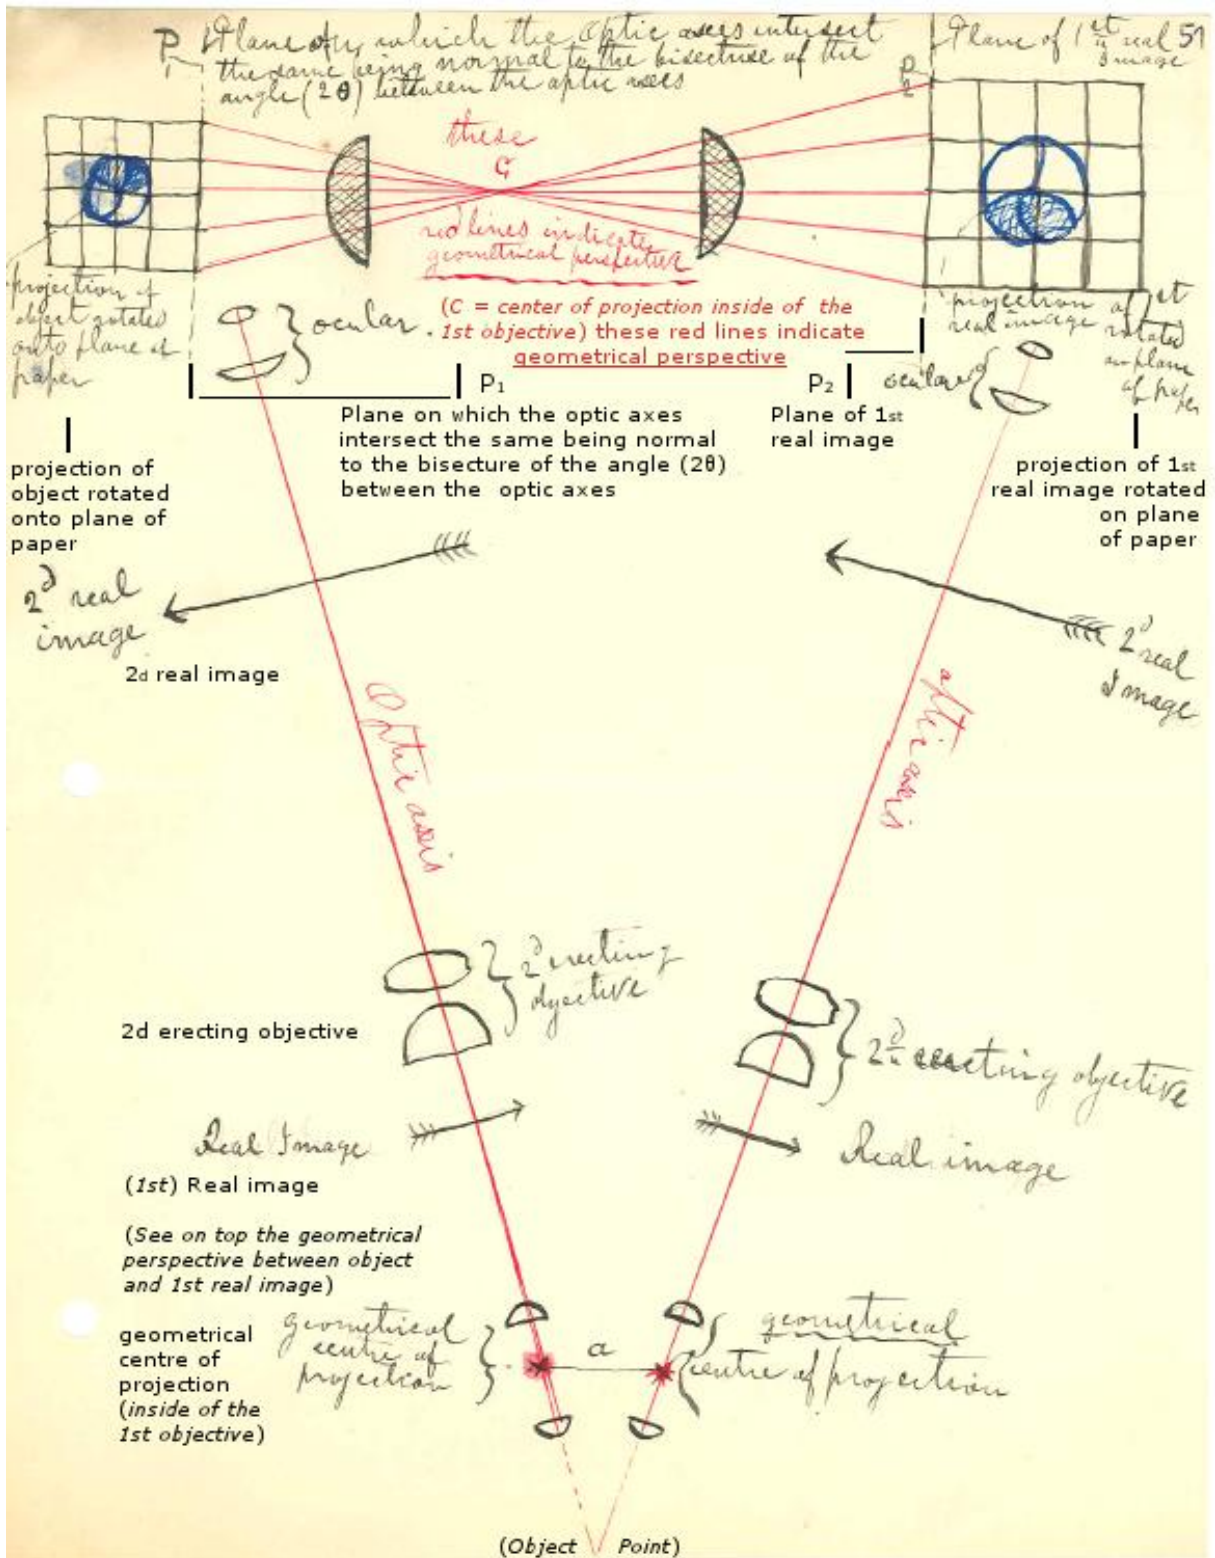 P1
Plane on which the Optic axes intersect
the same being normal to the bisecture of the
angle (2θ) between the optic axes
Plane of 1st real 51
Image
P2
these
C
red lines indicate
geometrical perspective
projection of
object rotated
onto plane of
paper
ocular.
(C = center of projection inside of the
1st objective) these red lines indicate
geometrical perspective
projection of 1st
real image rotated
on plane
of paper
ocular
P1
P2
Plane on which the optic axes
intersect the same being normal
to the bisecture of the angle (2θ)
between the optic axes
Plane of 1st
real image
projection of
object rotated
onto plane of
paper
projection of 1st
real image rotated
on plane
of paper
2d real
image
2d real image
2d real
Image
Optic axis
optic axis
2d erecting
objective
2d erecting objective
2d erecting objective
Real Image
Real image
(1st) Real image
(See on top the geometrical
perspective between object
and 1st real image)
geometrical
centre of
projection
(inside of the
1st objective)
geometrical
centre of
projection
a
geometrical
centre of projection
(Object Point)